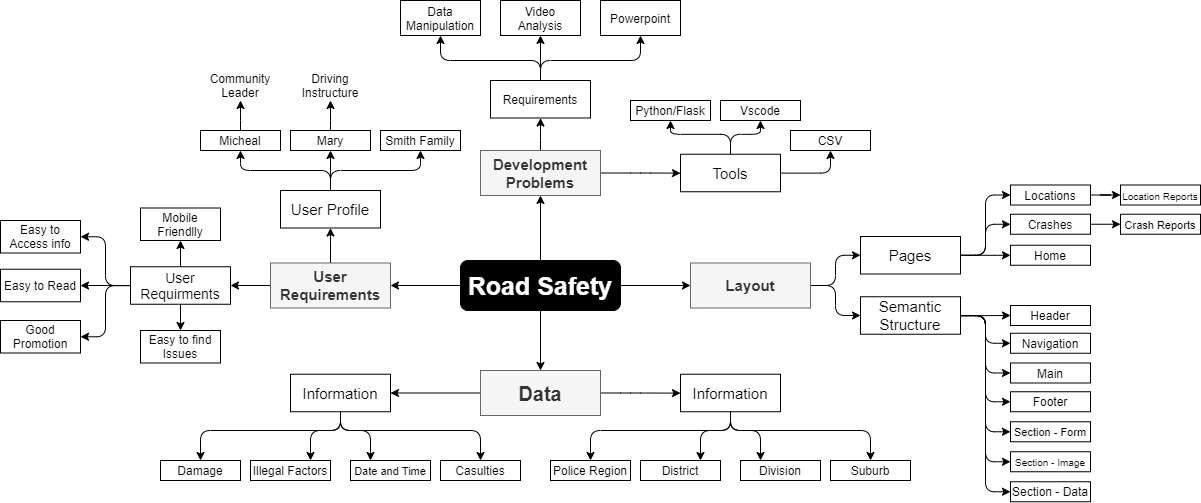 Data
Manipulation
Video
Analysis
Powerpoint
Community
Leader
Driving
Instructure
Requirements
Python/Flask
Vscode
Micheal
Mary
Smith Family
CSV
Development
Problems
Tools
User Profile
Locations
Location Reports
Mobile
Friendlly
Crashes
Crash Reports
Easy to
Access info
Pages
Home
User
Requirments
User
Requirements
Road Safety
Layout
Easy to Read
Semantic
Structure
Header
Good
Promotion
Easy to find
Issues
Navigation
Main
Information
Data
Information
Footer
Section - Form
Damage
Illegal Factors
Date and Time
Casulties
Police Region
District
Division
Suburb
Section - Image
Section - Data